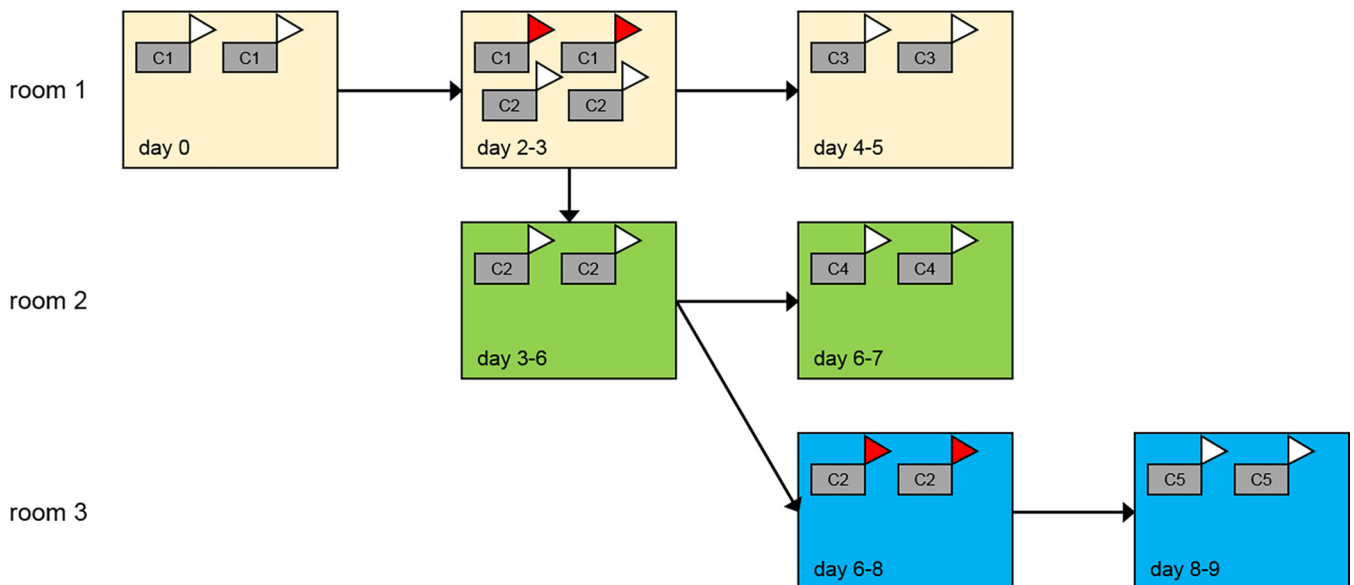 C1 C1
C1 C1
C3 C3
room 1
C2 C2
day 0
day 2-3
day 4-5
C2 C2
C4 C4
room 2
day 3-6
day 6-7
C2 C2
C5 C5
room 3
day 6-8
day 8-9